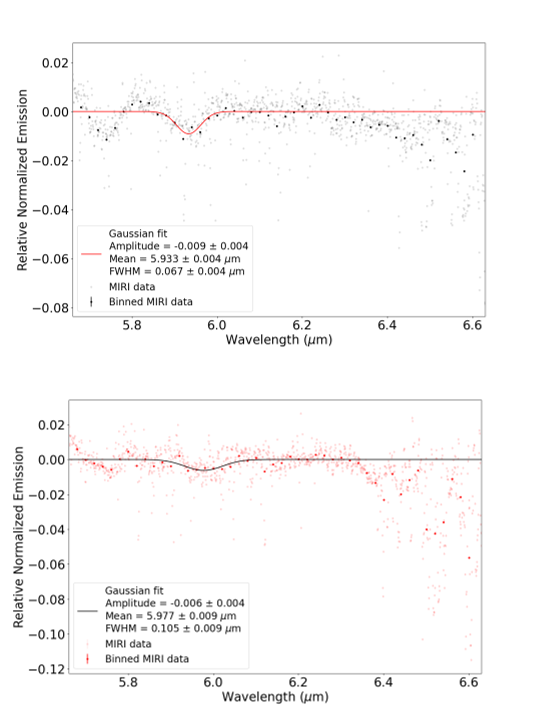 0.02
0.00
−0.02
−0.04
−0.06
−0.08
Relative Normalized Emission
Gaussian fit
Amplitude = -0.009 ± 0.004
Mean = 5.933 ± 0.004 μm
FWHM = 0.067 ± 0.004 μm
MIRI data
Binned MIRI data
5.8 6.0 6.2 6.4 6.6
Wavelength (μm)
0.02
0.00
−0.02
−0.04
−0.06
−0.08
−0.10
−0.12
Relative Normalized Emission
Gaussian fit
Amplitude = -0.006 ± 0.004
Mean = 5.977 ± 0.009 μm
FWHM = 0.105 ± 0.009 μm
MIRI data
Binned MIRI data
5.8 6.0 6.2 6.4 6.6
Wavelength (μm)